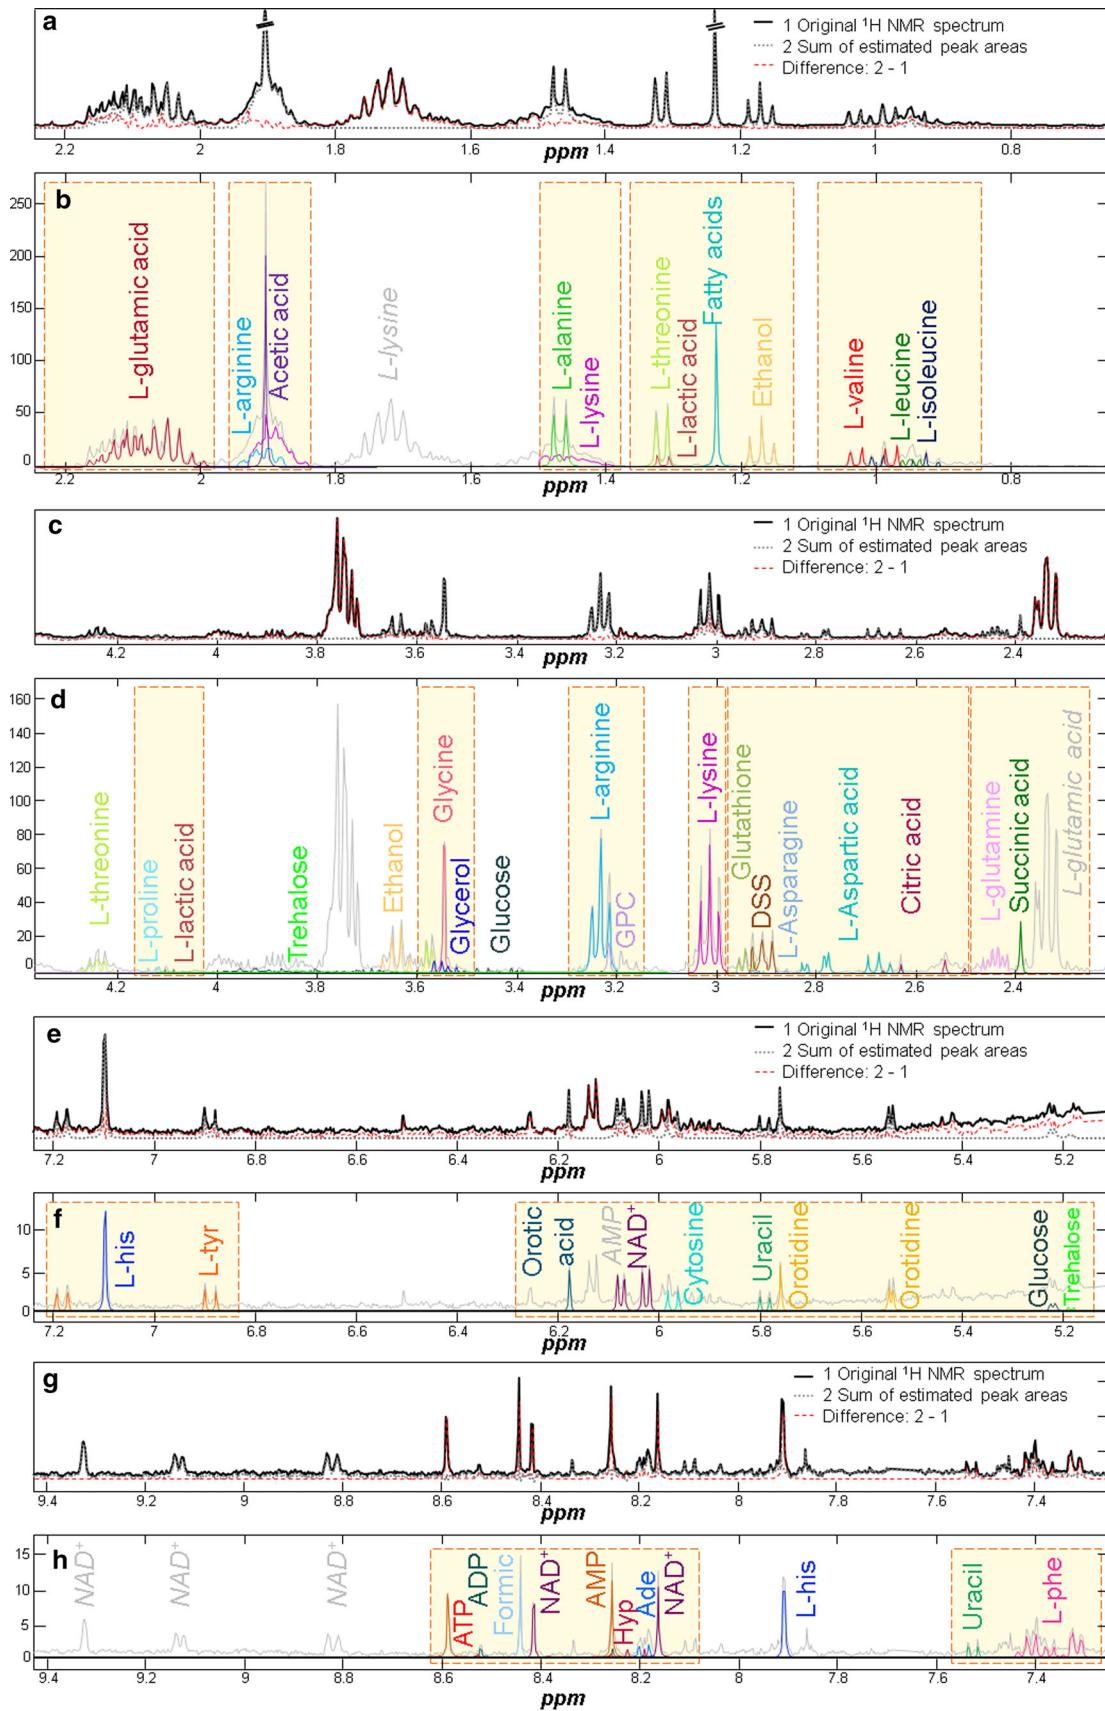 a
1 Original ¹H NMR spectrum
2 Sum of estimated peak areas
Difference: 2 - 1
2.2 2 1.8 1.6 1.4 1.2 1 0.8
ppm
b
250
200
150
100
50
0
L-glutamic acid
L-arginine
Acetic acid
L-lysine
L-alanine
L-lysine
L-threonine
L-lactic acid
Fatty acids
Ethanol
L-valine
L-leucine
L-isoleucine
2.2 2 1.8 1.6 1.4 1.2 1 0.8
ppm
c
1 Original ¹H NMR spectrum
2 Sum of estimated peak areas
Difference: 2 - 1
4.2 4 3.8 3.6 3.4 3.2 3 2.8 2.6 2.4
ppm
d
160
140
120
100
80
60
40
20
0
L-threonine
L-proline
L-lactic acid
Trehalose
Ethanol
Glycine
Glycerol
Glucose
L-arginine
GPC
L-lysine
Glutathione
DSS
L-Asparagine
L-Aspartic acid
Citric acid
L-glutamine
Succinic acid
L-glutamic acid
4.2 4 3.8 3.6 3.4 3.2 3 2.8 2.6 2.4
ppm
e
1 Original ¹H NMR spectrum
2 Sum of estimated peak areas
Difference: 2 - 1
7.2 7 6.8 6.6 6.4 6.2 6 5.8 5.6 5.4 5.2
ppm
f
10
5
0
L-his
L-tyr
Orotic
acid
AMP
NAD⁺
Cytosine
Uracil
Orotidine
Orotidine
Glucose
Trehalose
7.2 7 6.8 6.6 6.4 6.2 6 5.8 5.6 5.4 5.2
ppm
g
1 Original ¹H NMR spectrum
2 Sum of estimated peak areas
Difference: 2 - 1
9.4 9.2 9 8.8 8.6 8.4 8.2 8 7.8 7.6 7.4
ppm
h
15
10
5
0
NAD⁺
NAD⁺
NAD⁺
ATP
ADP
Formic
NAD⁺
AMP
Hyp
Ade
NAD⁺
L-his
Uracil
L-phe
9.4 9.2 9 8.8 8.6 8.4 8.2 8 7.8 7.6 7.4
ppm